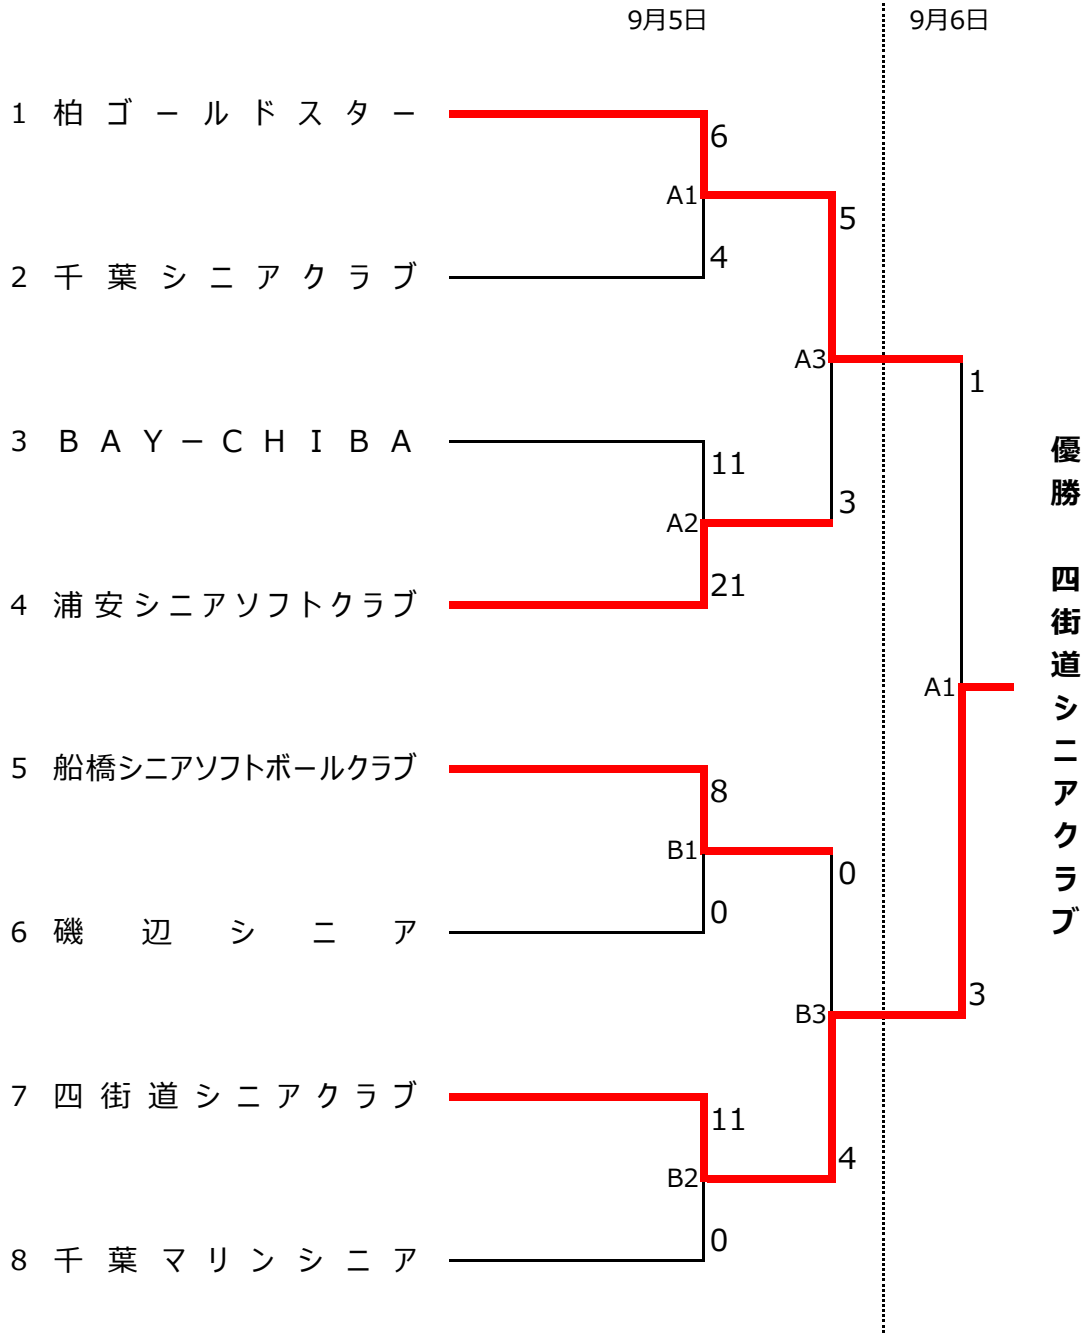 9月5日
9月6日
1 柏ゴールドスター
6
A1
5
4
2 千葉シニアクラブ
A3
1
3 BAY－CHIBA
11
3
A2
21
4 浦安シニアソフトクラブ
優勝 四街道シニアクラブ
A1
5 船橋シニアソフトボールクラブ
8
B1
0
0
6 磯辺シニア
3
B3
7 四街道シニアクラブ
11
4
B2
0
8 千葉マリンシニア